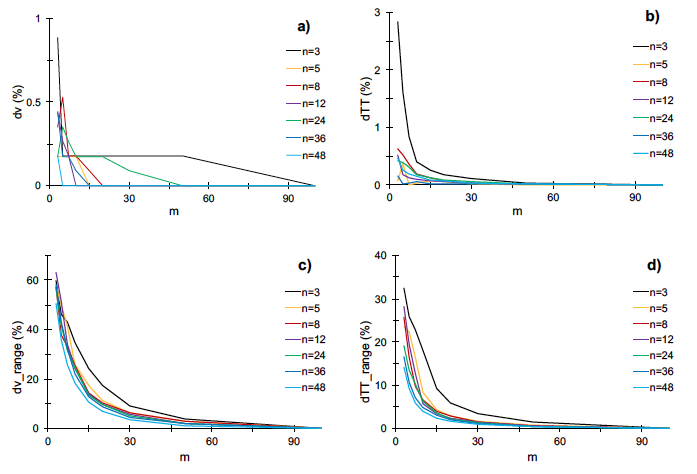 a)
dv (%)
1
0.5
0
0 30 60 90
m
n=3
n=5
n=8
n=12
n=24
n=36
n=48
b)
dTT (%)
3
2
1
0
0 30 60 90
m
n=3
n=5
n=8
n=12
n=24
n=36
n=48
c)
dv_range (%)
60
40
20
0
0 30 60 90
m
n=3
n=5
n=8
n=12
n=24
n=36
n=48
d)
dTT_range (%)
40
30
20
10
0
0 30 60 90
m
n=3
n=5
n=8
n=12
n=24
n=36
n=48